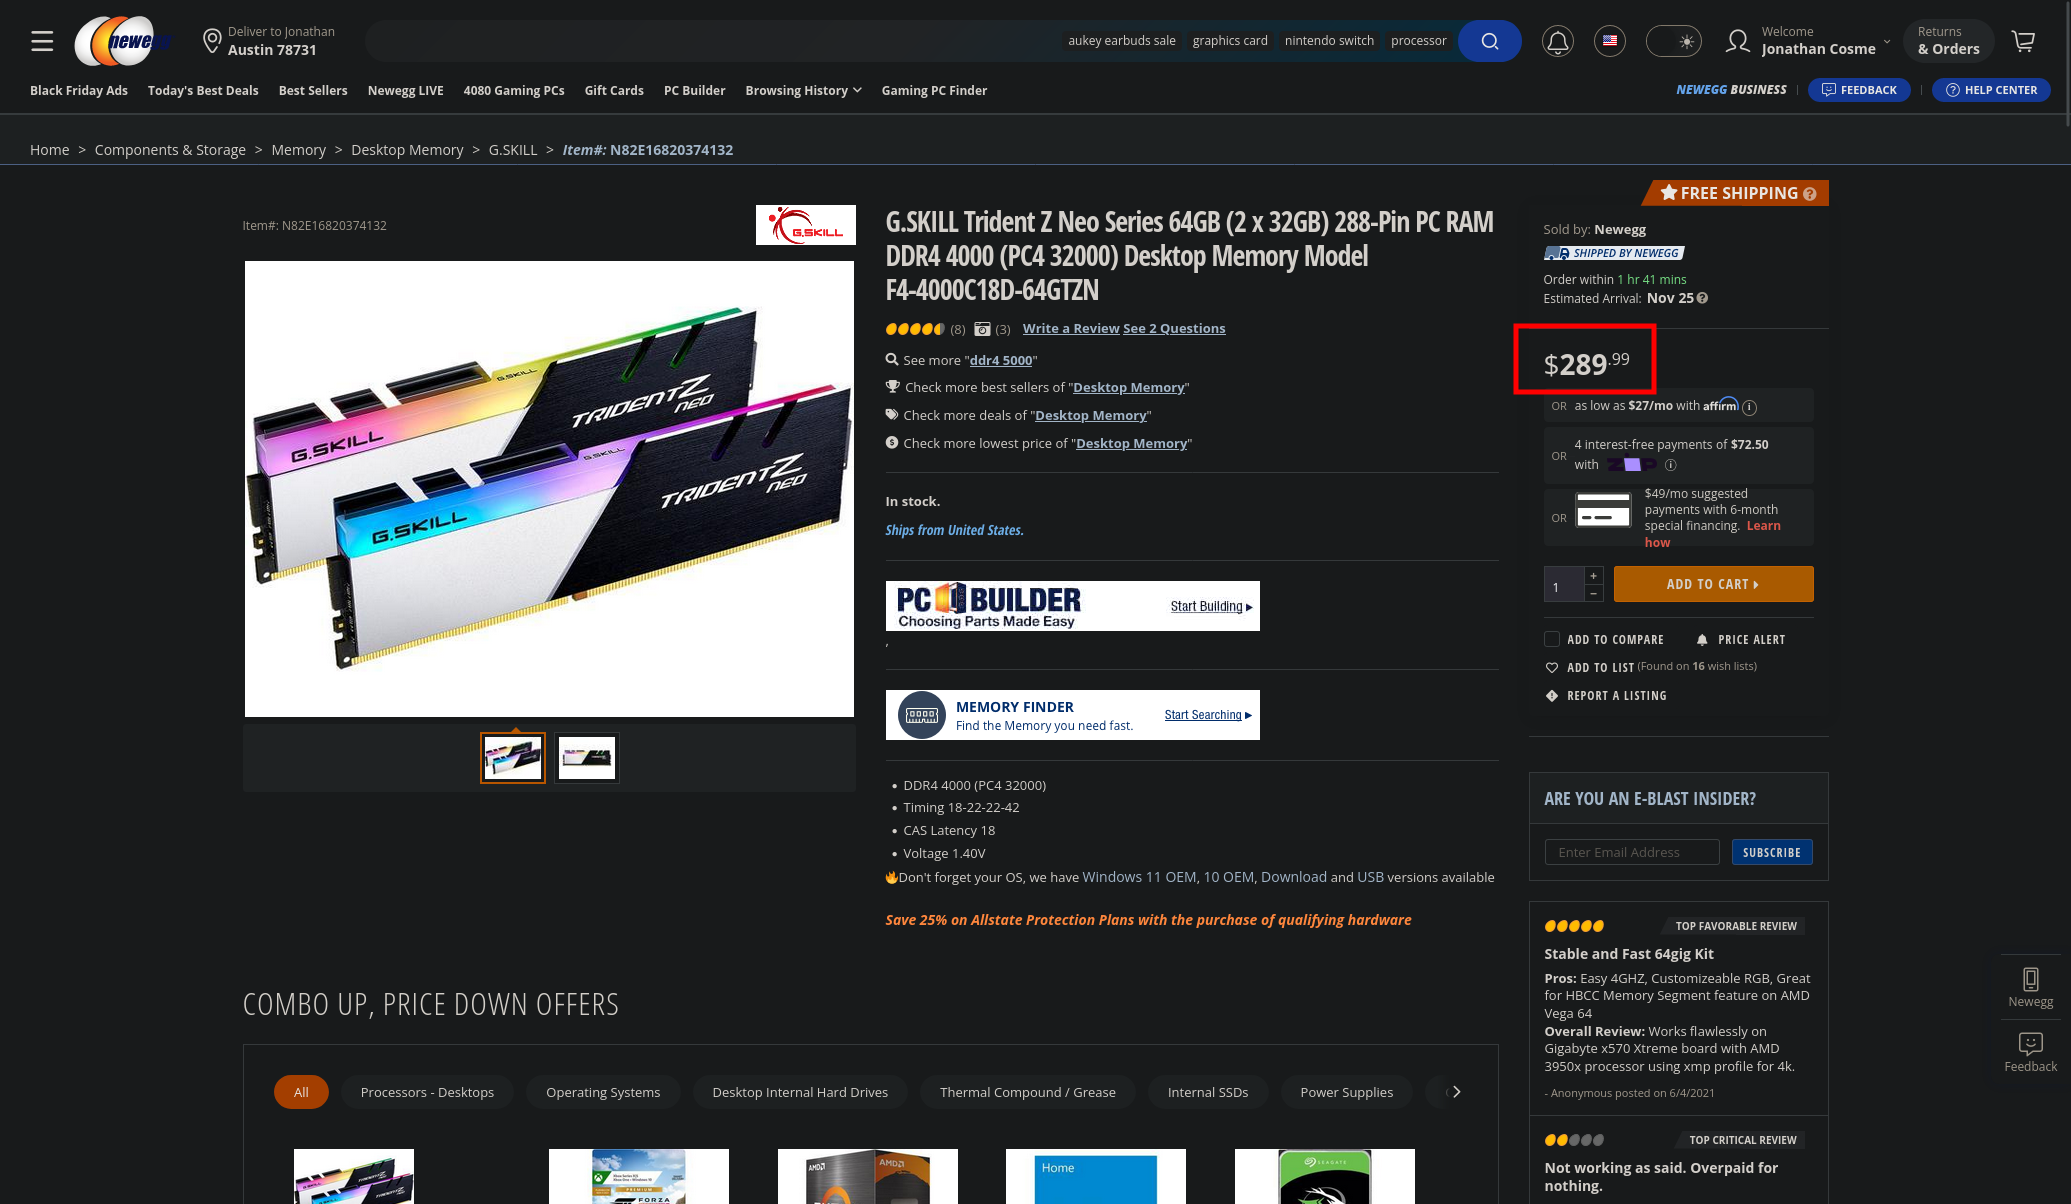 newegg
Deliver to Jonathan
Austin 78731
aukey earbuds sale
graphics card
nintendo switch
processor
Welcome
Jonathan Cosme
Returns
& Orders
Black Friday Ads
Today's Best Deals
Best Sellers
Newegg LIVE
4080 Gaming PCs
Gift Cards
PC Builder
Browsing History
Gaming PC Finder
NEWEGG BUSINESS
FEEDBACK
HELP CENTER
Home > Components & Storage > Memory > Desktop Memory > G.SKILL > Item#: N82E16820374132
Item#: N82E16820374132
G.SKILL
G.SKILL
TRIDENT Z
NEO
G.SKILL
G.SKILL
G.SKILL
TRIDENT Z
NEO
G.SKILL Trident Z Neo Series 64GB (2 x 32GB) 288-Pin PC RAM
DDR4 4000 (PC4 32000) Desktop Memory Model
F4-4000C18D-64GTZN
(8) (3) Write a Review See 2 Questions
See more "ddr4 5000"
Check more best sellers of "Desktop Memory"
Check more deals of "Desktop Memory"
Check more lowest price of "Desktop Memory"
In stock.
Ships from United States.
PC BUILDER
Choosing Parts Made Easy
Start Building
,
MEMORY FINDER
Find the Memory you need fast.
Start Searching
• DDR4 4000 (PC4 32000)
• Timing 18-22-22-42
• CAS Latency 18
• Voltage 1.40V
Don't forget your OS, we have Windows 11 OEM, 10 OEM, Download and USB versions available
Save 25% on Allstate Protection Plans with the purchase of qualifying hardware
FREE SHIPPING
Sold by: Newegg
SHIPPED BY NEWEGG
Order within 1 hr 41 mins
Estimated Arrival: Nov 25
$289.99
OR as low as $27/mo with affirm
OR 4 interest-free payments of $72.50
with ZIP
OR $49/mo suggested
payments with 6-month
special financing. Learn
how
1
+
−
ADD TO CART
ADD TO COMPARE
PRICE ALERT
ADD TO LIST (Found on 16 wish lists)
REPORT A LISTING
ARE YOU AN E-BLAST INSIDER?
Enter Email Address
SUBSCRIBE
TOP FAVORABLE REVIEW
Stable and Fast 64gig Kit
Pros: Easy 4GHZ, Customizeable RGB, Great
for HBCC Memory Segment feature on AMD
Vega 64
Overall Review: Works flawlessly on
Gigabyte x570 Xtreme board with AMD
3950x processor using xmp profile for 4k.
- Anonymous posted on 6/4/2021
TOP CRITICAL REVIEW
Not working as said. Overpaid for
nothing.
Newegg
Feedback
COMBO UP, PRICE DOWN OFFERS
All
Processors - Desktops
Operating Systems
Desktop Internal Hard Drives
Thermal Compound / Grease
Internal SSDs
Power Supplies
PREMIUM
FORZA
AMD
AMD
Home
SEAGATE